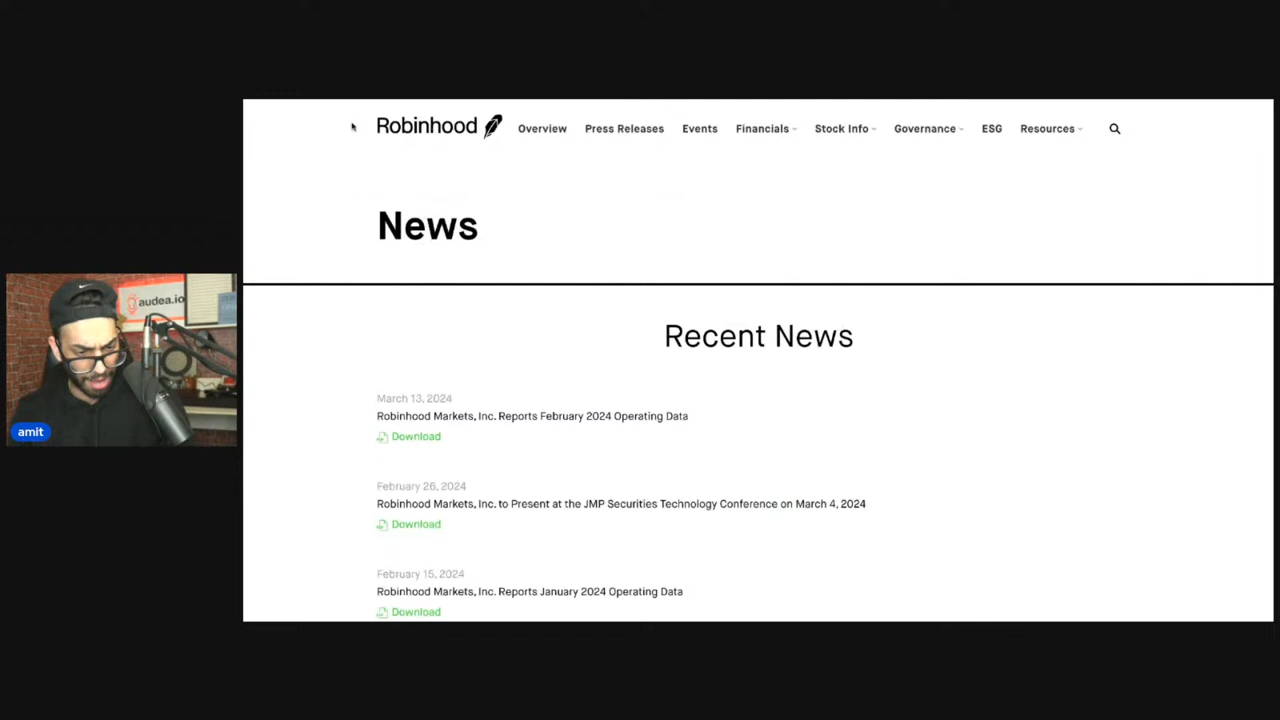 Robinhood
Overview
Press Releases
Events
Financials
Stock Info
Governance
ESG
Resources
News
Recent News
March 13, 2024
Robinhood Markets, Inc. Reports February 2024 Operating Data
Download
February 26, 2024
Robinhood Markets, Inc. to Present at the JMP Securities Technology Conference on March 4, 2024
Download
February 15, 2024
Robinhood Markets, Inc. Reports January 2024 Operating Data
Download
audea.io
amit